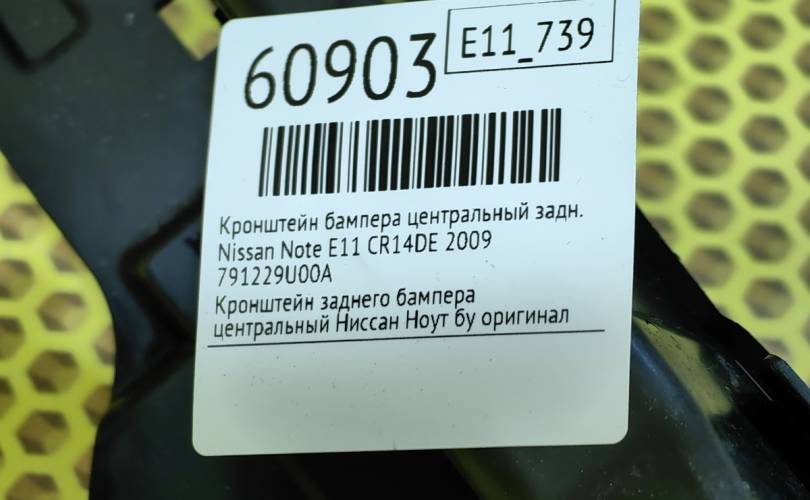 60903
E11_739
Кронштейн бампера центральный задн.
Nissan Note E11 CR14DE 2009
791229U00A
Кронштейн заднего бампера
центральный Ниссан Ноут бу оригинал